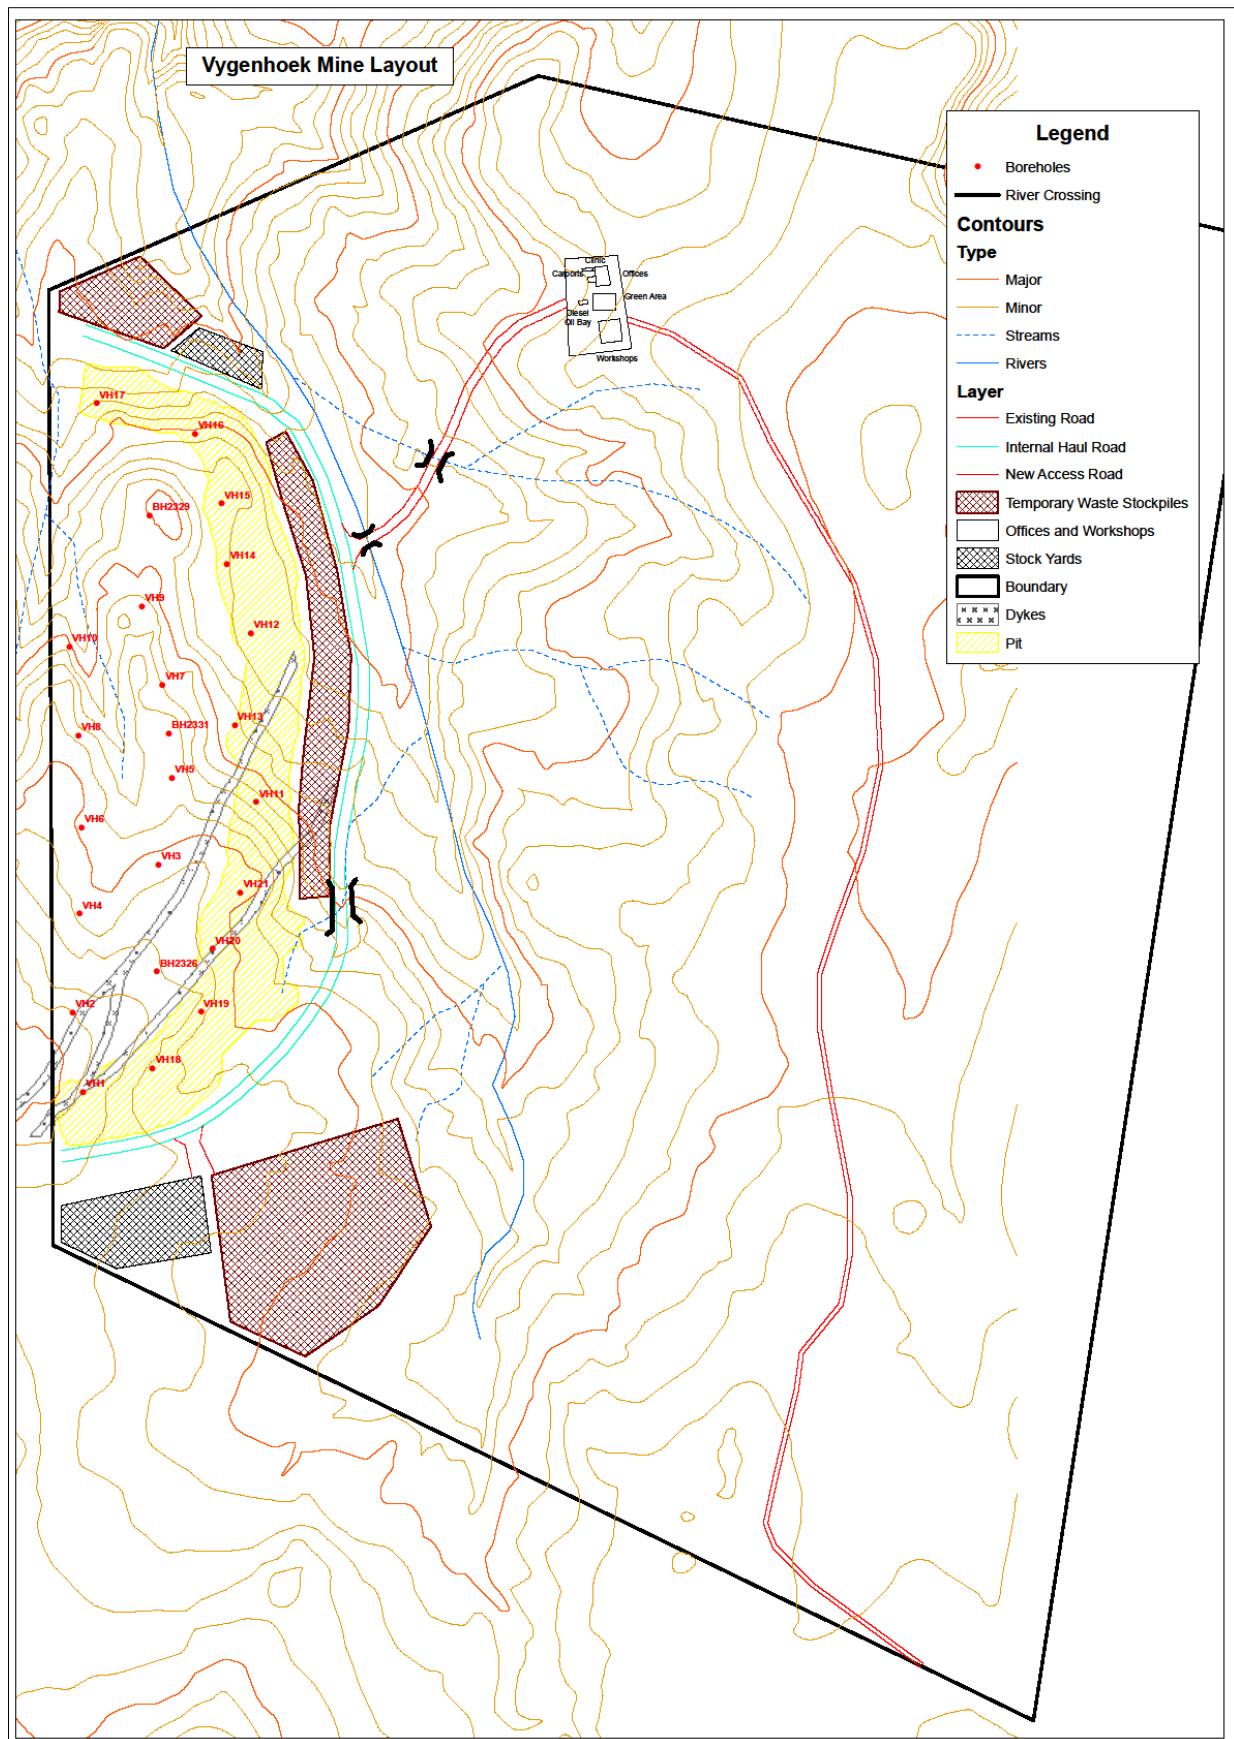 Vygenhoek Mine Layout
Legend
Boreholes
River Crossing
Contours
Type
Major
Minor
Streams
Rivers
Layer
Existing Road
Internal Haul Road
New Access Road
Temporary Waste Stockpiles
Offices and Workshops
Stock Yards
Boundary
Dykes
Pit
Clinic
Carports
Offices
Green Area
Diesel
Oil Bay
Workshops
VH17
VH16
VH15
BH2329
VH14
VH9
VH12
VH10
VH7
VH13
BH2331
VH8
VH5
VH11
VH6
VH3
VH21
VH4
VH20
BH2326
VH2
VH19
VH18
VH1